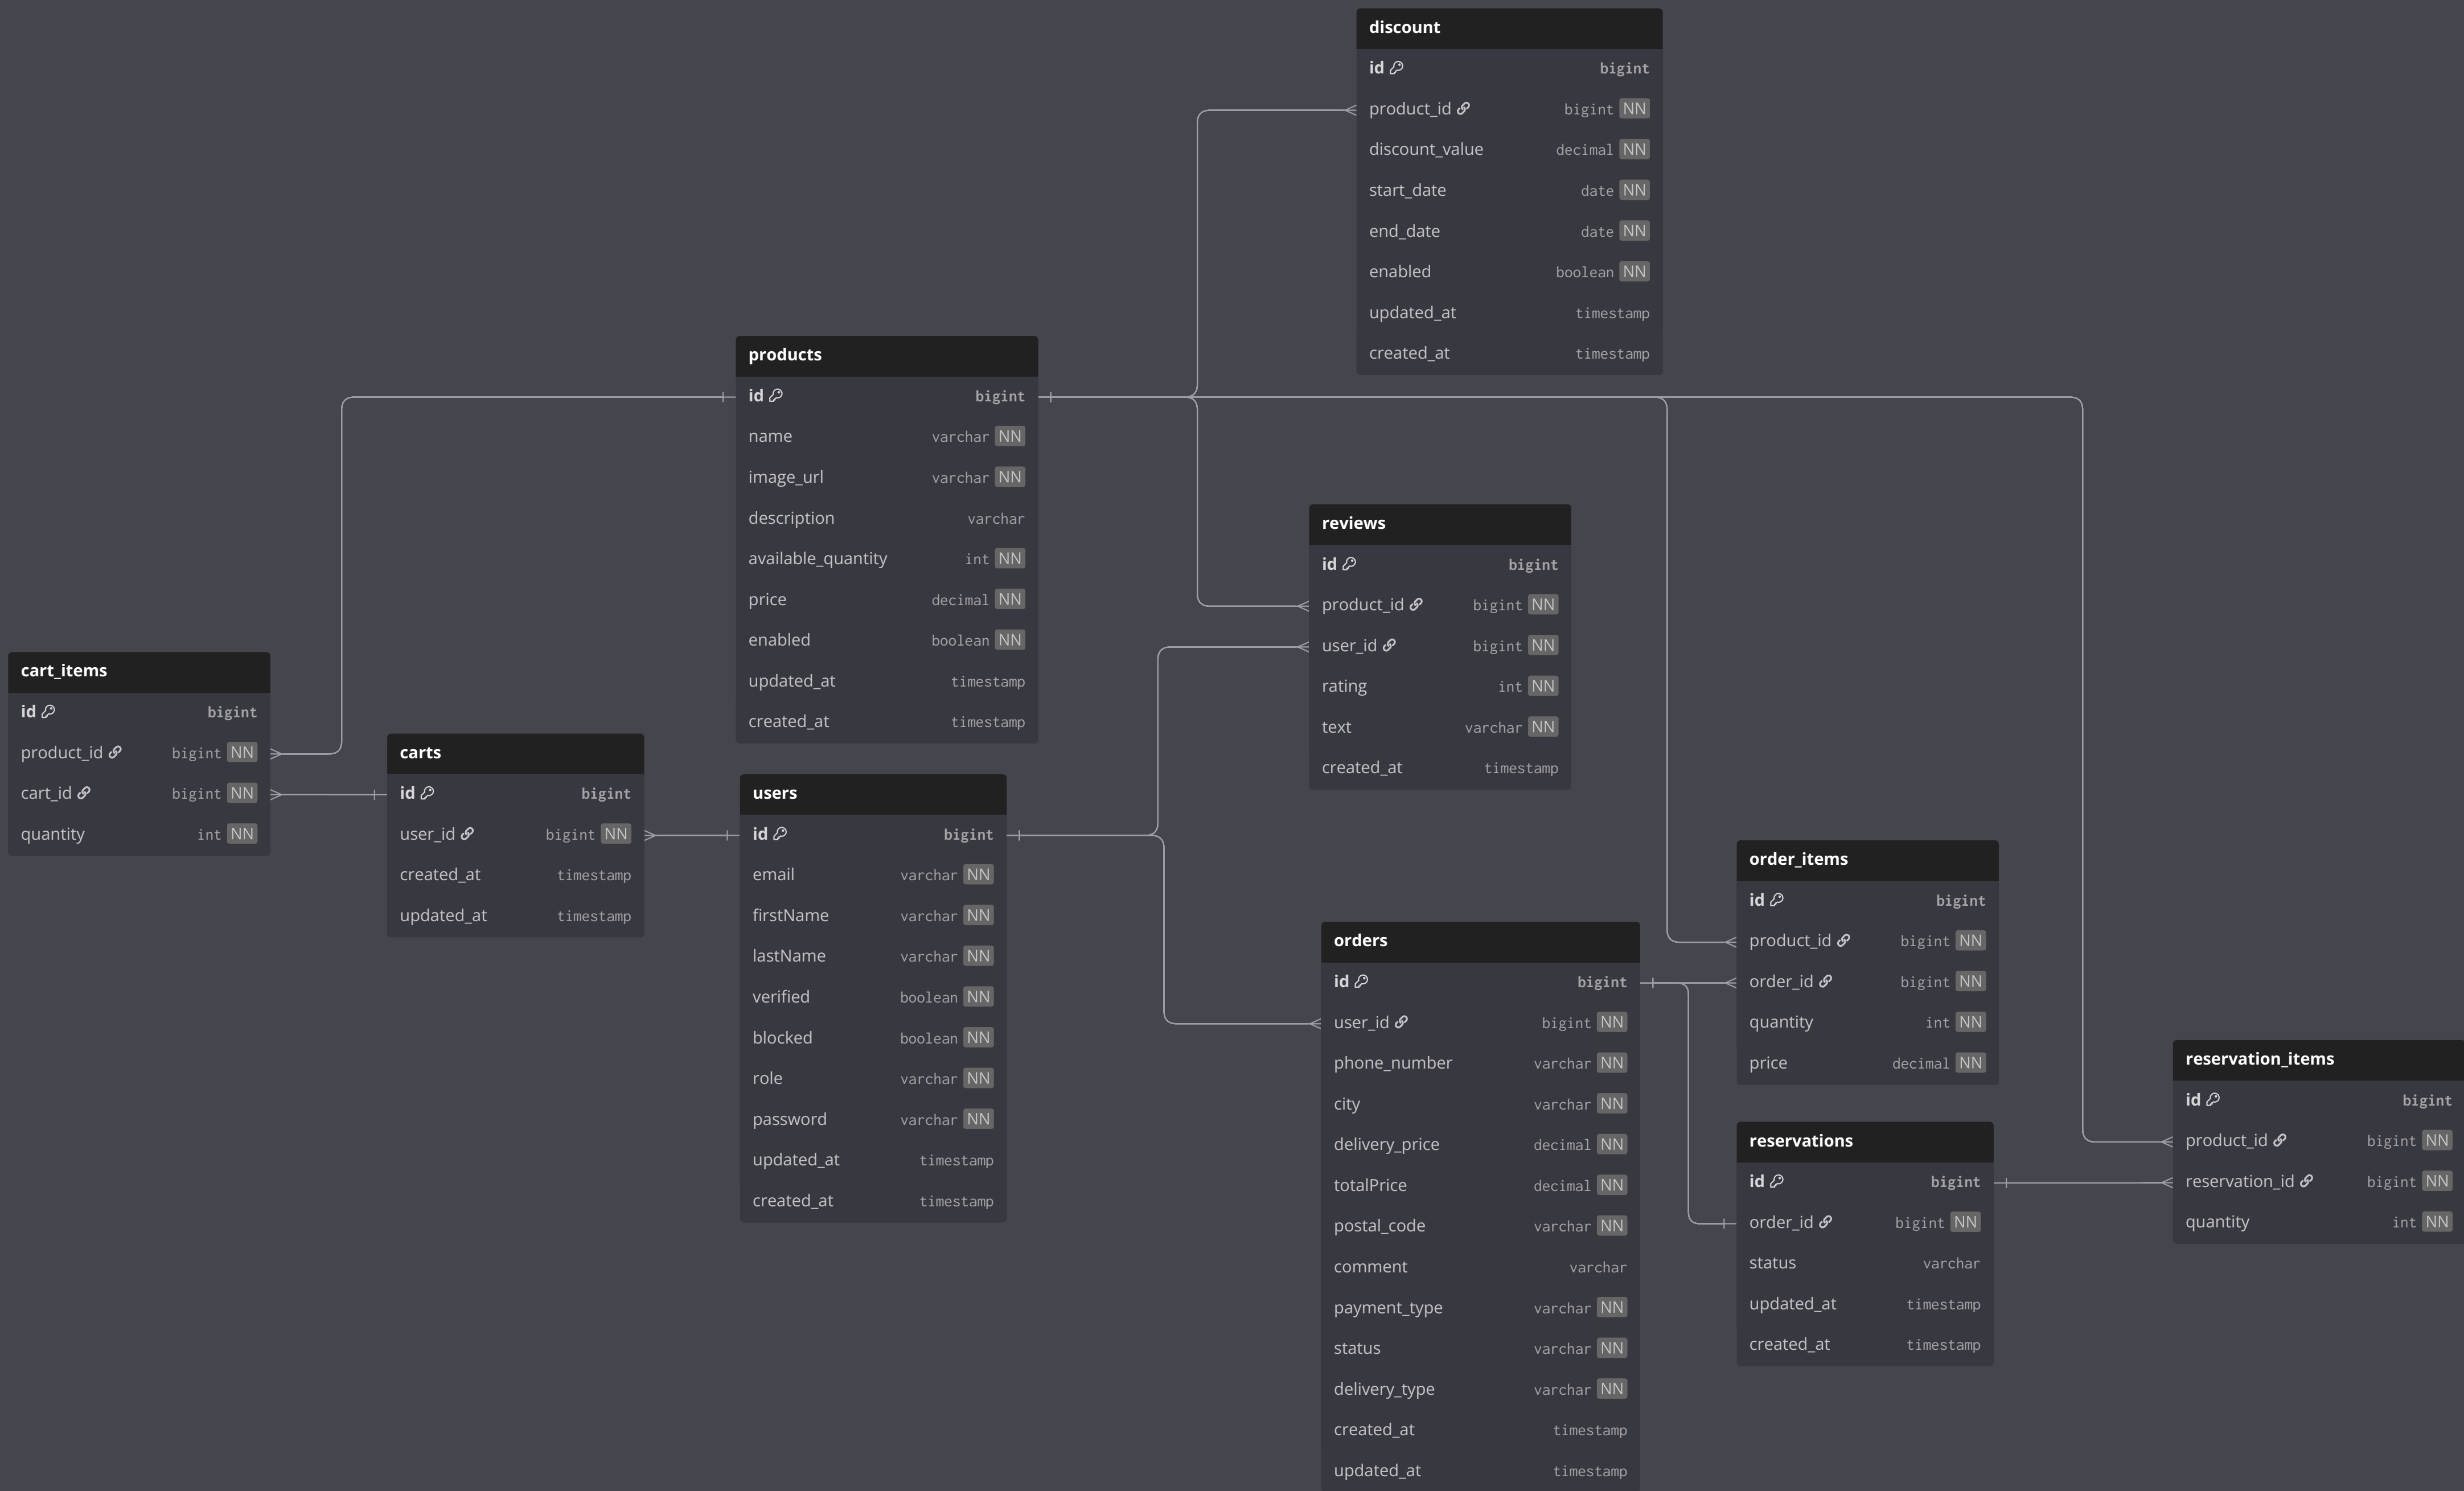 discount
id bigint
product_id bigint NN
discount_value decimal NN
start_date date NN
end_date date NN
enabled boolean NN
updated_at timestamp
created_at timestamp
products
id bigint
name varchar NN
image_url varchar NN
description varchar
available_quantity int NN
price decimal NN
enabled boolean NN
updated_at timestamp
created_at timestamp
reviews
id bigint
product_id bigint NN
user_id bigint NN
rating int NN
text varchar NN
created_at timestamp
cart_items
id bigint
product_id bigint NN
cart_id bigint NN
quantity int NN
carts
id bigint
user_id bigint NN
created_at timestamp
updated_at timestamp
users
id bigint
email varchar NN
firstName varchar NN
lastName varchar NN
verified boolean NN
blocked boolean NN
role varchar NN
password varchar NN
updated_at timestamp
created_at timestamp
orders
id bigint
user_id bigint NN
phone_number varchar NN
city varchar NN
delivery_price decimal NN
totalPrice decimal NN
postal_code varchar NN
comment varchar
payment_type varchar NN
status varchar NN
delivery_type varchar NN
created_at timestamp
updated_at timestamp
order_items
id bigint
product_id bigint NN
order_id bigint NN
quantity int NN
price decimal NN
reservations
id bigint
order_id bigint NN
status varchar
updated_at timestamp
created_at timestamp
reservation_items
id bigint
product_id bigint NN
reservation_id bigint NN
quantity int NN